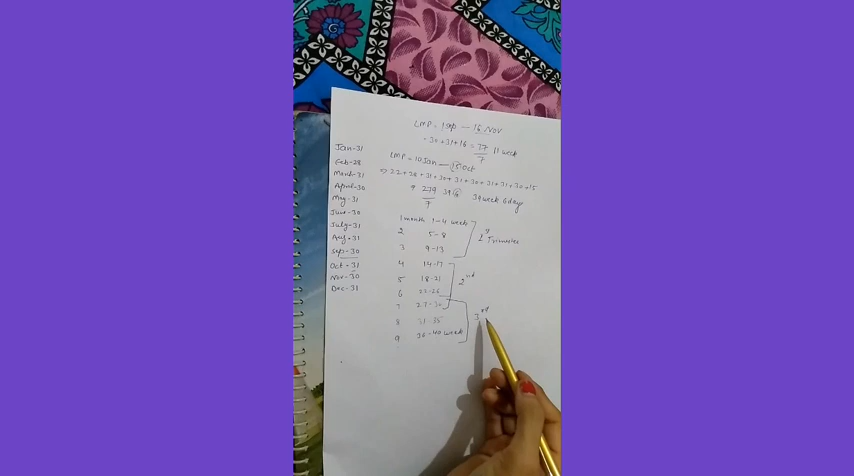 LMP = 1 Sep — 16 Nov
-30+31+16 = 77/7 11 week
LMP = 10 Jan — 15 Oct
22+28+31+30+31+30+31+31+30+15
9 279/7 39 6 39 week 6 days
Jan-31
Feb-28
March-31
April-30
May-31
June-30
July-31
Aug-31
Sep-30
Oct-31
Nov-30
Dec-31
1 month 1-4 week
2 5-8
3 9-13
1st Trimester
4 14-17
5 18-21
6 22-26
2nd
7 27-30
8 31-35
9 36-40 week
3rd